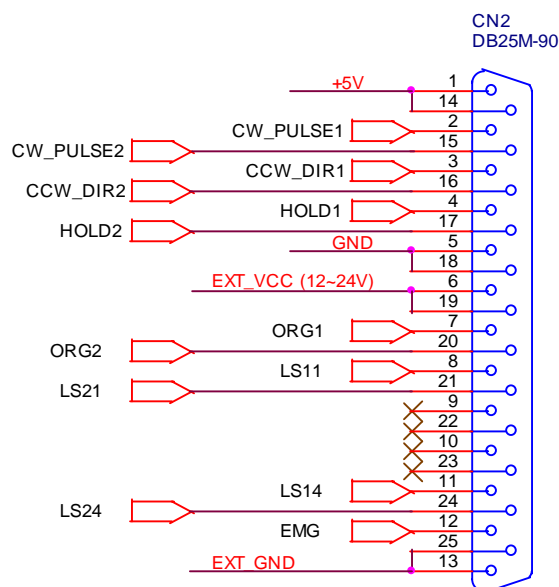 CN2
DB25M-90
+5V 1
14
CW_PULSE1 2
CW_PULSE2 15
CCW_DIR1 3
CCW_DIR2 16
HOLD1 4
HOLD2 17
GND 5
18
EXT_VCC (12~24V) 6
19
ORG1 7
ORG2 20
LS11 8
LS21 21
9
22
10
23
LS14 11
LS24 24
EMG 12
25
EXT_GND 13